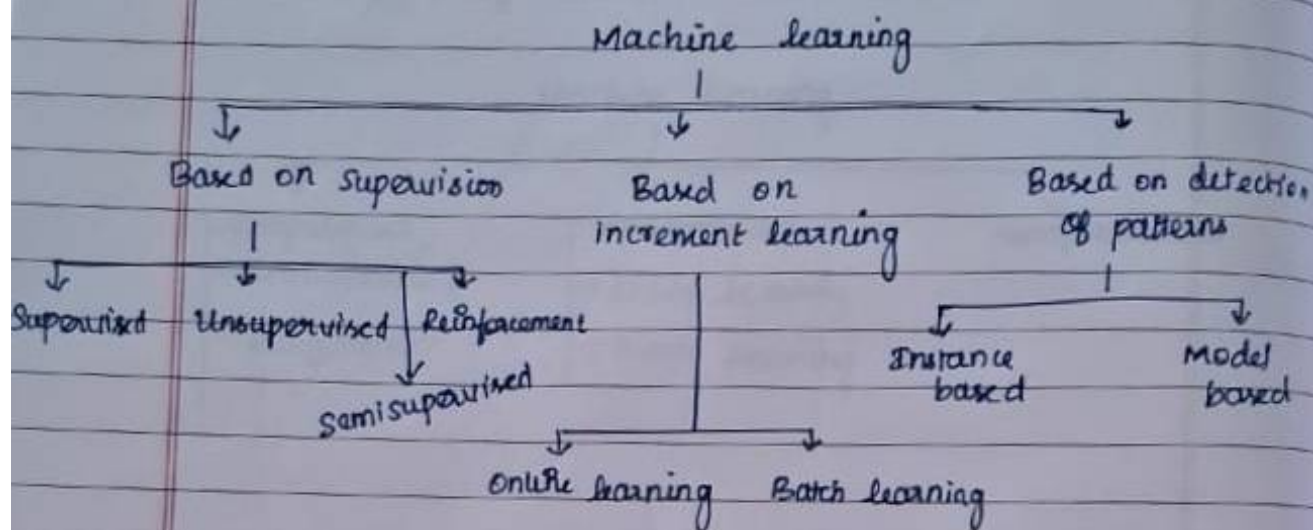 Machine learning
Based on supervision
Based on
increment learning
Based on detection
of patterns
Supervised
Unsupervised
Reinforcement
Semisupervised
Instance
based
Model
based
Online learning
Batch learning